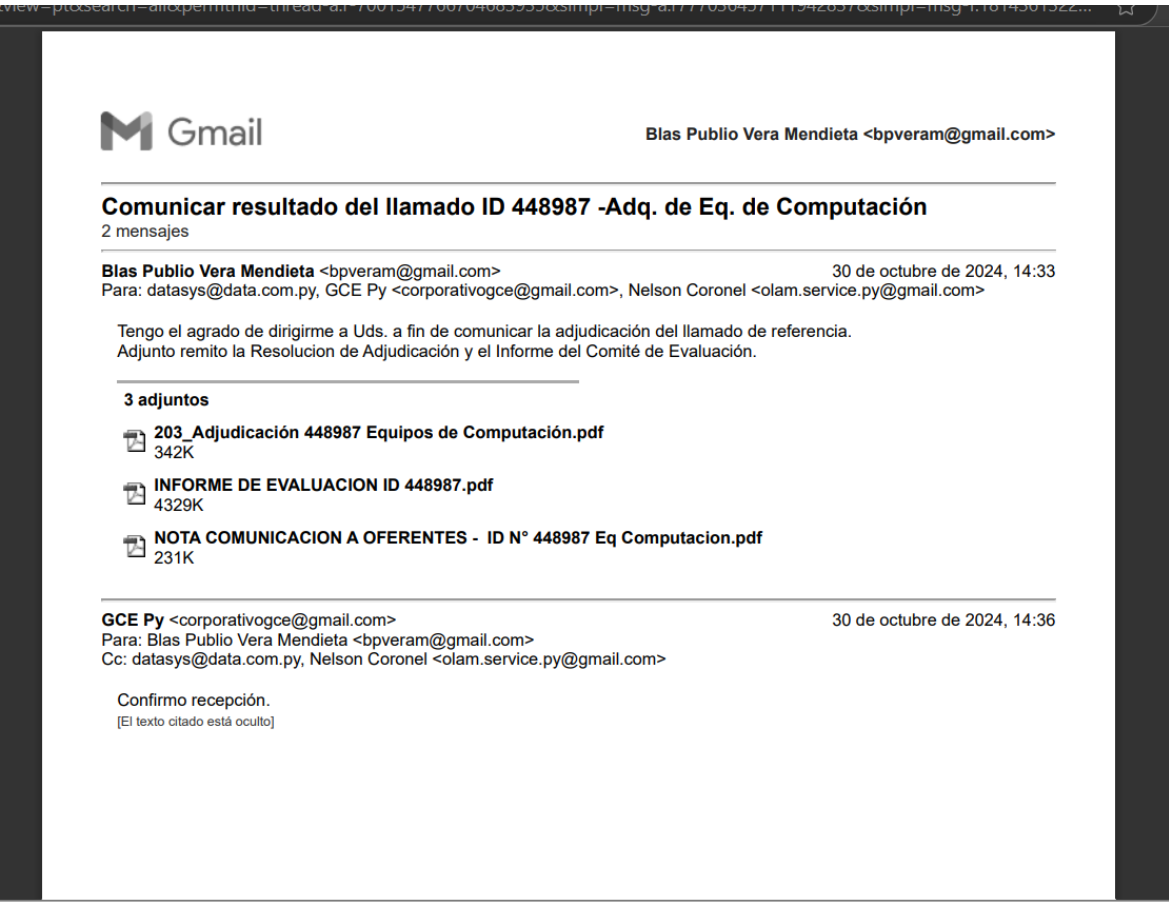 Gmail
Blas Publio Vera Mendieta <bpveram@gmail.com>
Comunicar resultado del llamado ID 448987 -Adq. de Eq. de Computación
2 mensajes
Blas Publio Vera Mendieta <bpveram@gmail.com> 30 de octubre de 2024, 14:33
Para: datasys@data.com.py, GCE Py <corporativogce@gmail.com>, Nelson Coronel <olam.service.py@gmail.com>
Tengo el agrado de dirigirme a Uds. a fin de comunicar la adjudicación del llamado de referencia.
Adjunto remito la Resolucion de Adjudicación y el Informe del Comité de Evaluación.
3 adjuntos
203_Adjudicación 448987 Equipos de Computación.pdf
342K
INFORME DE EVALUACION ID 448987.pdf
4329K
NOTA COMUNICACION A OFERENTES - ID N° 448987 Eq Computacion.pdf
231K
GCE Py <corporativogce@gmail.com> 30 de octubre de 2024, 14:36
Para: Blas Publio Vera Mendieta <bpveram@gmail.com>
Cc: datasys@data.com.py, Nelson Coronel <olam.service.py@gmail.com>
Confirmo recepción.
[El texto citado está oculto]